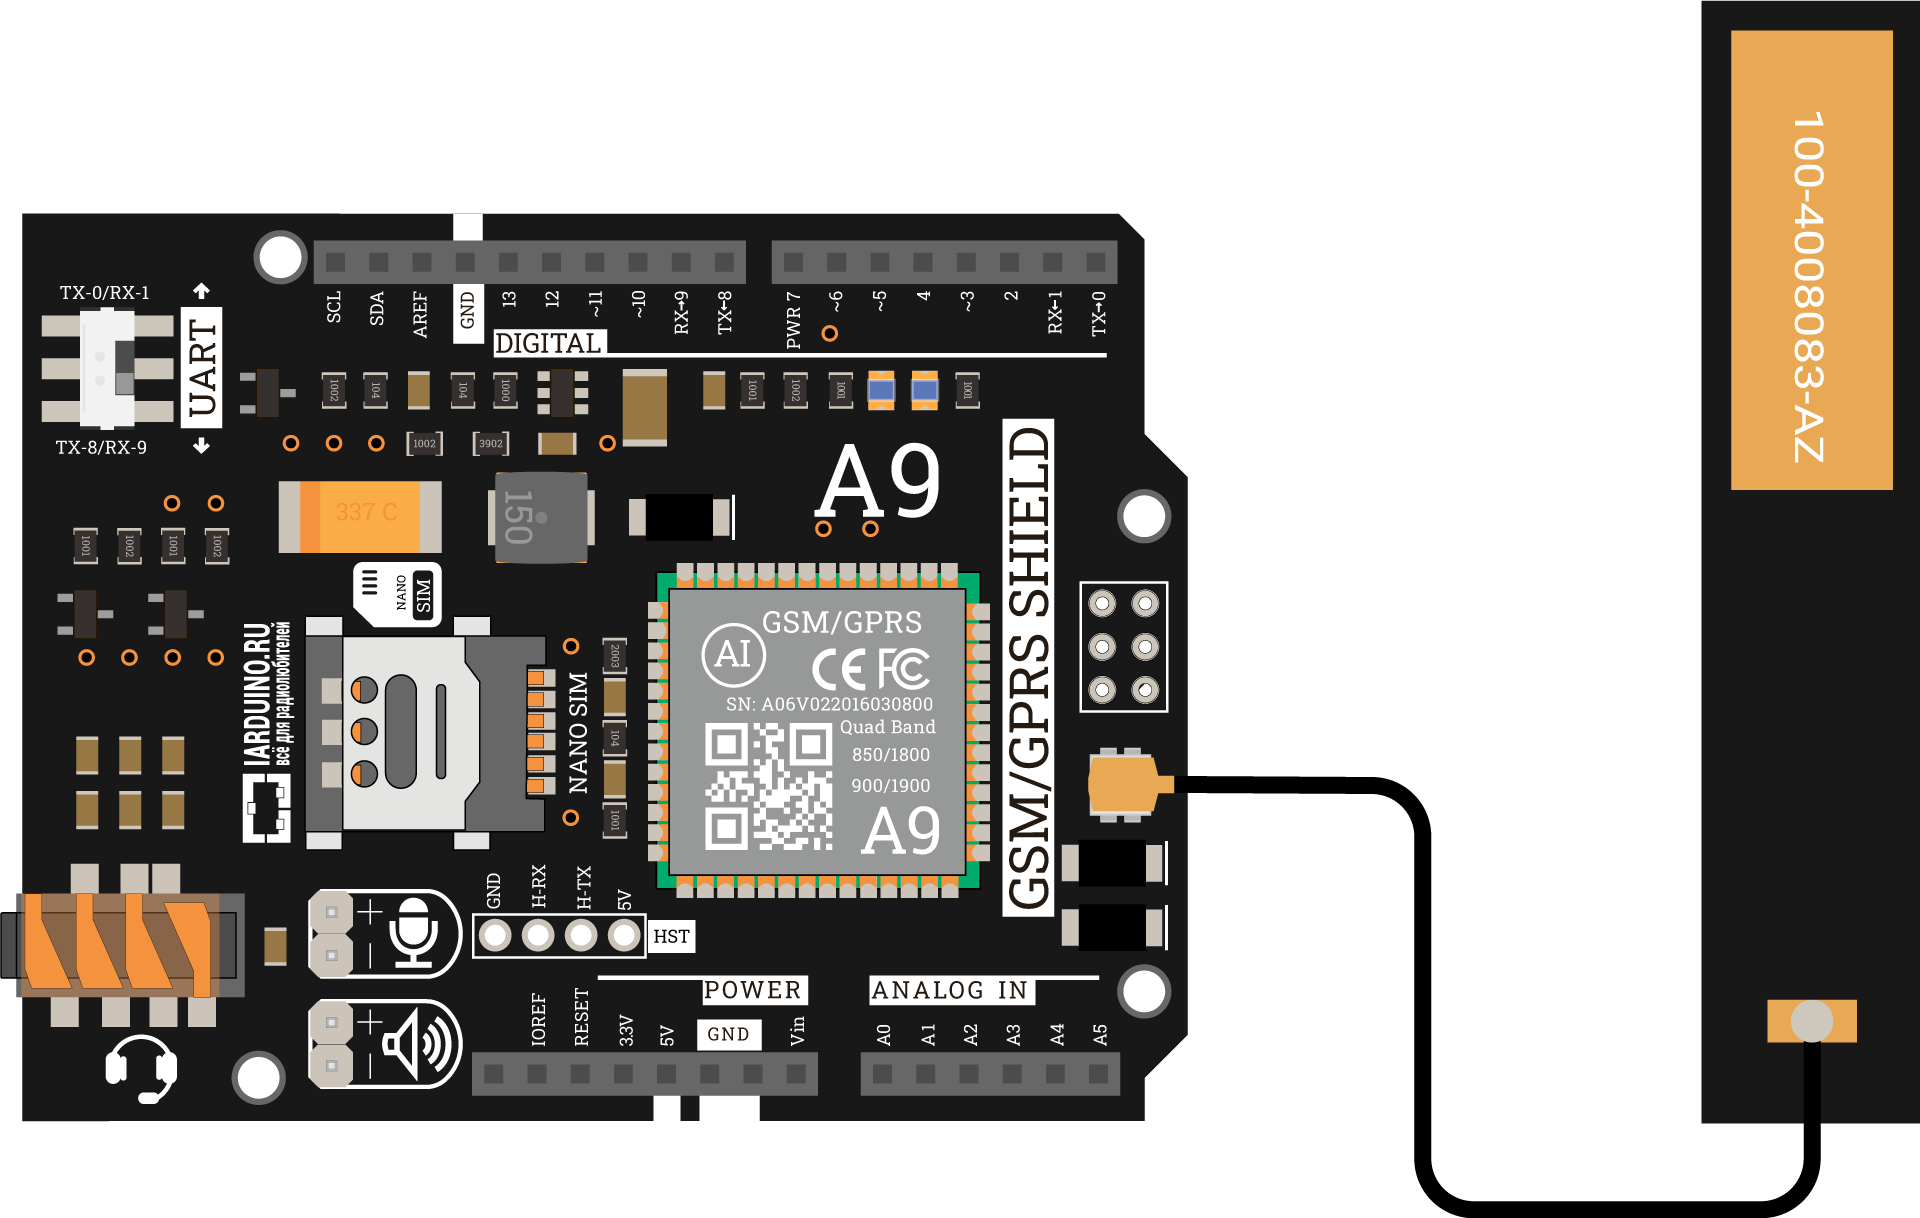 100-4008083-AZ
TX-0/RX-1
UART
TX-8/RX-9
SCL
SDA
AREF
GND
13
12
~11
~10
RX→9
TX←8
PWR 7
~6
~5
4
~3
2
RX←1
TX→0
DIGITAL
1002
104
104
1000
1001
1002
1001
1001
1002
3902
A9
337 C
150
1001
1002
1001
1002
NANO
SIM
GSM/GPRS SHIELD
IARDUINO.RU
всё для радиолюбителей
NANO SIM
2003
104
1001
GSM/GPRS
AI
CE FC
SN: A06V022016030800
Quad Band
850/1800
900/1900
A9
GND
H-RX
H-TX
5V
HST
+
−
+
−
POWER
ANALOG IN
IOREF
RESET
3.3V
5V
GND
Vin
A0
A1
A2
A3
A4
A5